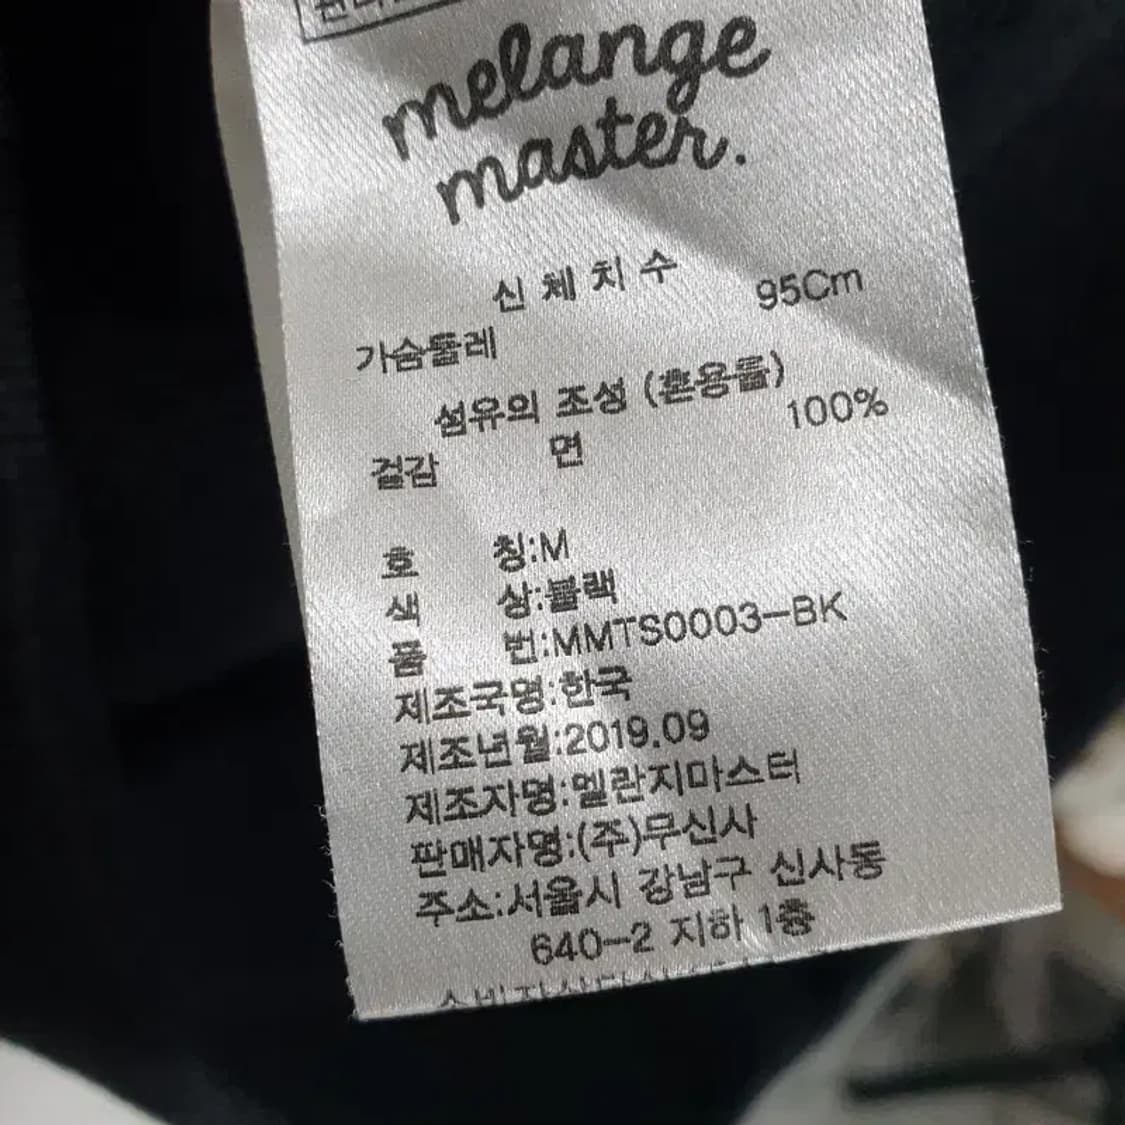 melange
master.
신체치수
가슴둘레 95Cm
섬유의 조성 (혼용률)
겉감 면 100%
호 칭:M
색 상:블랙
품 번:MMTS0003-BK
제조국명:한국
제조년월:2019.09
제조자명:멜란지마스터
판매자명:(주)무신사
주소:서울시 강남구 신사동
640-2 지하 1층